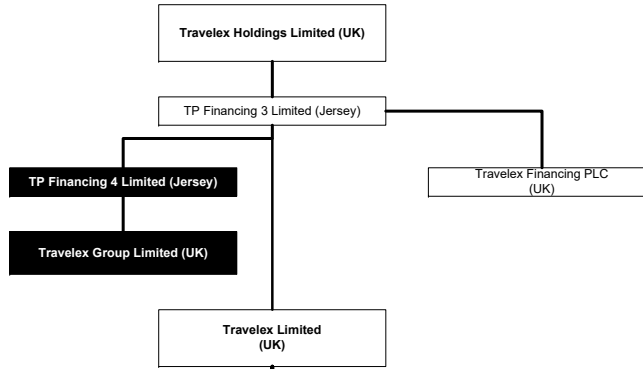 Travelex Holdings Limited (UK)
TP Financing 3 Limited (Jersey)
TP Financing 4 Limited (Jersey)
Travelex Financing PLC
(UK)
Travelex Group Limited (UK)
Travelex Limited
(UK)